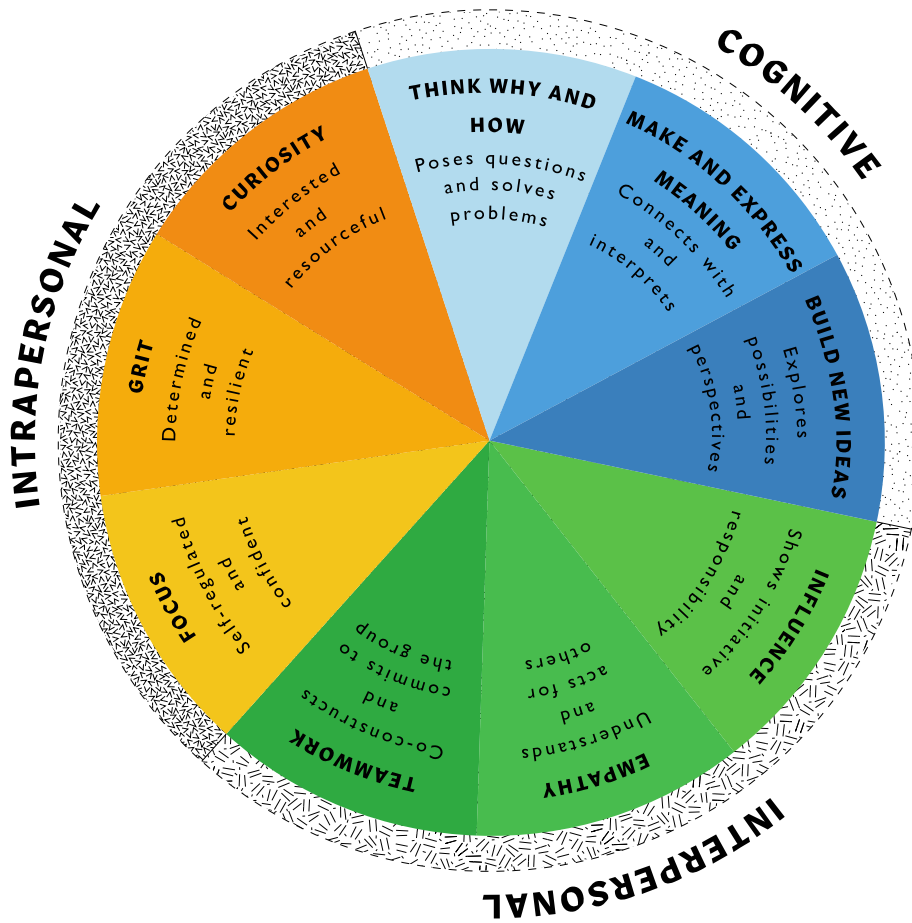 COGNITIVE
THINK WHY AND
HOW
Poses questions
and solves
problems
MAKE AND EXPRESS
MEANING
Connects with
and
interprets
BUILD NEW IDEAS
Explores
possibilities
and
perspectives
INTERPERSONAL
INFLUENCE
Shows initiative
and
responsibility
EMPATHY
Understands
and
acts for
others
TEAMWORK
Co-constructs
and
commits to
the group
INTRAPERSONAL
FOCUS
Self-regulated
and
confident
GRIT
Determined
and
resilient
CURIOSITY
Interested
and
resourceful